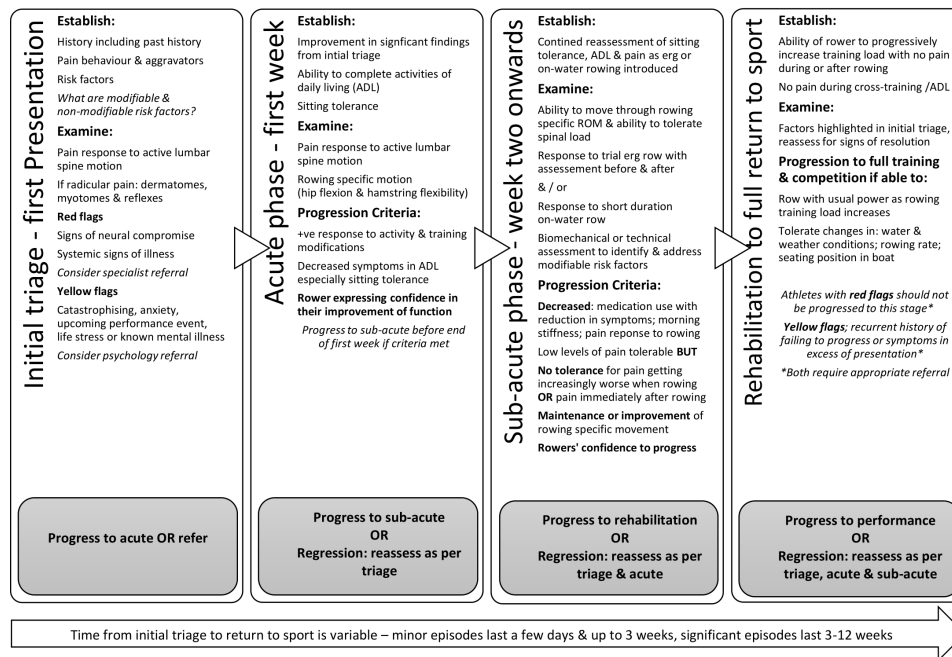 Initial triage - first Presentation
Establish:
History including past history
Pain behaviour & aggravators
Risk factors
What are modifiable &
non-modifiable risk factors?
Examine:
Pain response to active lumbar
spine motion
If radicular pain: dermatomes,
myotomes & reflexes
Red flags
Signs of neural compromise
Systemic signs of illness
Consider specialist referral
Yellow flags
Catastrophising, anxiety,
upcoming performance event,
life stress or known mental illness
Consider psychology referral
Progress to acute OR refer
Acute phase - first week
Establish:
Improvement in signficant findings
from intial triage
Ability to complete activities of
daily living (ADL)
Sitting tolerance
Examine:
Pain response to active lumbar
spine motion
Rowing specific motion
(hip flexion & hamstring flexibility)
Progression Criteria:
+ve response to activity & training
modifications
Decreased symptoms in ADL
especially sitting tolerance
Rower expressing confidence in
their improvement of function
Progress to sub-acute before end
of first week if criteria met
Progress to sub-acute
OR
Regression: reassess as per
triage
Sub-acute phase - week two onwards
Establish:
Contined reassessment of sitting
tolerance, ADL & pain as erg or
on-water rowing introduced
Examine:
Ability to move through rowing
specific ROM & ability to tolerate
spinal load
Response to trial erg row with
assessement before & after
& / or
Response to short duration
on-water row
Biomechanical or technical
assessment to identify & address
modifiable risk factors
Progression Criteria:
Decreased: medication use with
reduction in symptoms; morning
stiffness; pain reponse to rowing
Low levels of pain tolerable BUT
No tolerance for pain getting
increasingly worse when rowing
OR pain immediately after rowing
Maintenance or improvement of
rowing specific movement
Rowers' confidence to progress
Progress to rehabilitation
OR
Regression: reassess as per
triage & acute
Rehabilitation to full return to sport
Establish:
Ability of rower to progressively
increase training load with no pain
during or after rowing
No pain during cross-training /ADL
Examine:
Factors highlighted in initial triage,
reassess for signs of resolution
Progression to full training
& competition if able to:
Row with usual power as rowing
training load increases
Tolerate changes in: water &
weather conditions; rowing rate;
seating position in boat
Athletes with red flags should not
be progressed to this stage*
Yellow flags; recurrent history of
failing to progress or symptoms in
excess of presentation*
*Both require appropriate referral
Progress to performance
OR
Regression: reassess as per
triage, acute & sub-acute
Time from initial triage to return to sport is variable – minor episodes last a few days & up to 3 weeks, significant episodes last 3-12 weeks